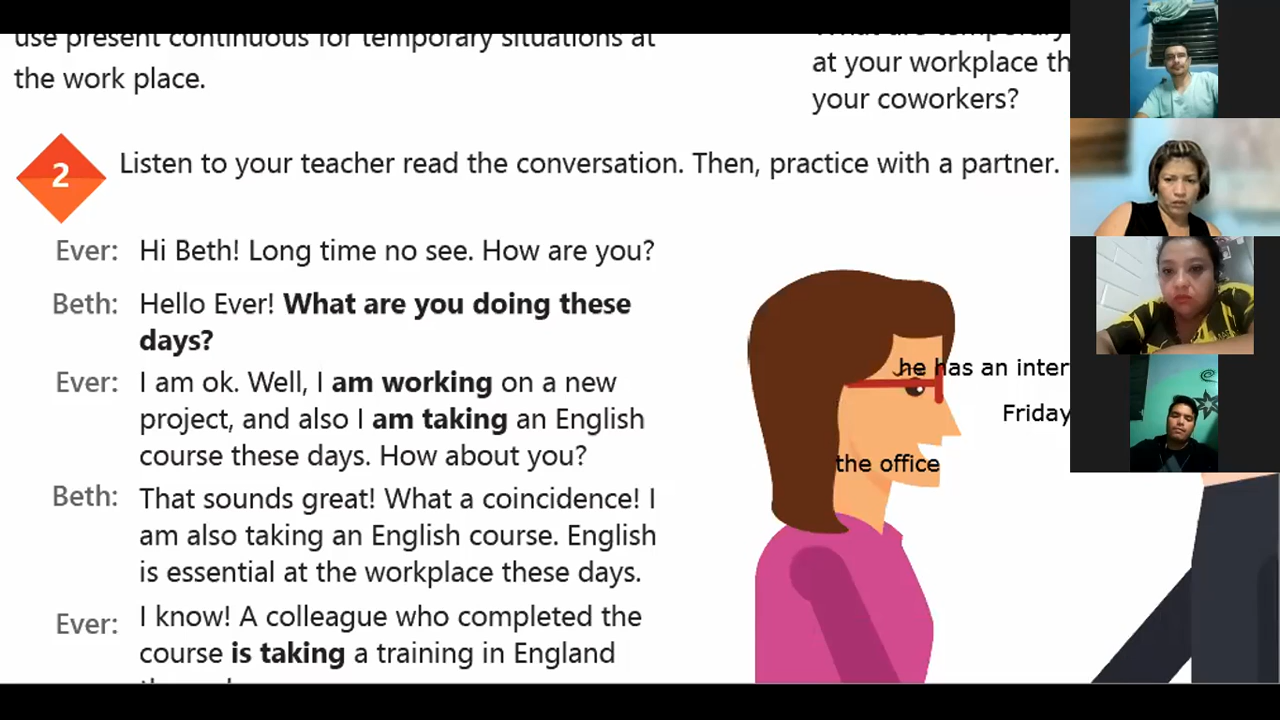 use present continuous for temporary situations at
the work place.
at your workplace th
your coworkers?
2
Listen to your teacher read the conversation. Then, practice with a partner.
Ever: Hi Beth! Long time no see. How are you?
Beth: Hello Ever! What are you doing these
days?
Ever: I am ok. Well, I am working on a new
project, and also I am taking an English
course these days. How about you?
Beth: That sounds great! What a coincidence! I
am also taking an English course. English
is essential at the workplace these days.
Ever: I know! A colleague who completed the
course is taking a training in England
he has an inter
Friday
the office